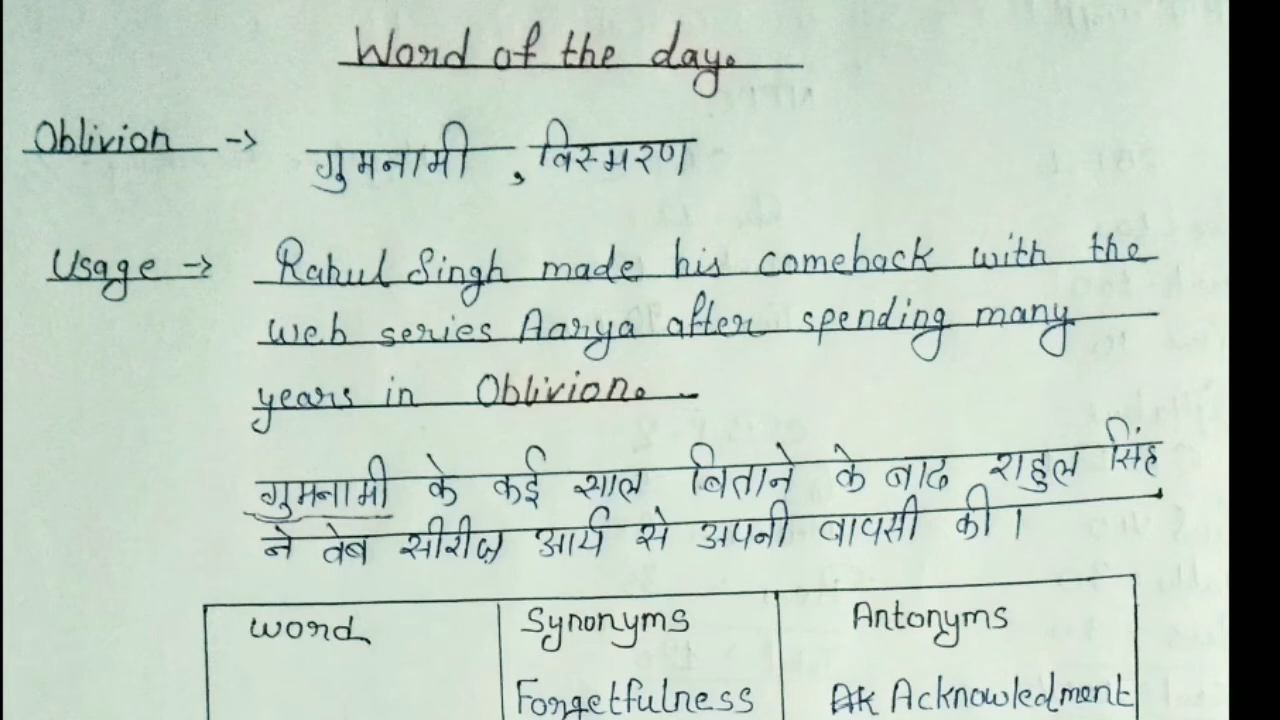 Word of the day.
Oblivion → गुमनामी , विस्मरण
Usage → Rahul Singh made his comeback with the
web series Aarya after spending many
years in Oblivion.
गुमनामी के कई साल बिताने के बाद राहुल सिंह
ने वेब सीरीज़ आर्य से अपनी वापसी की ।
Word Synonyms Antonyms
Forgetfulness Acknowledment